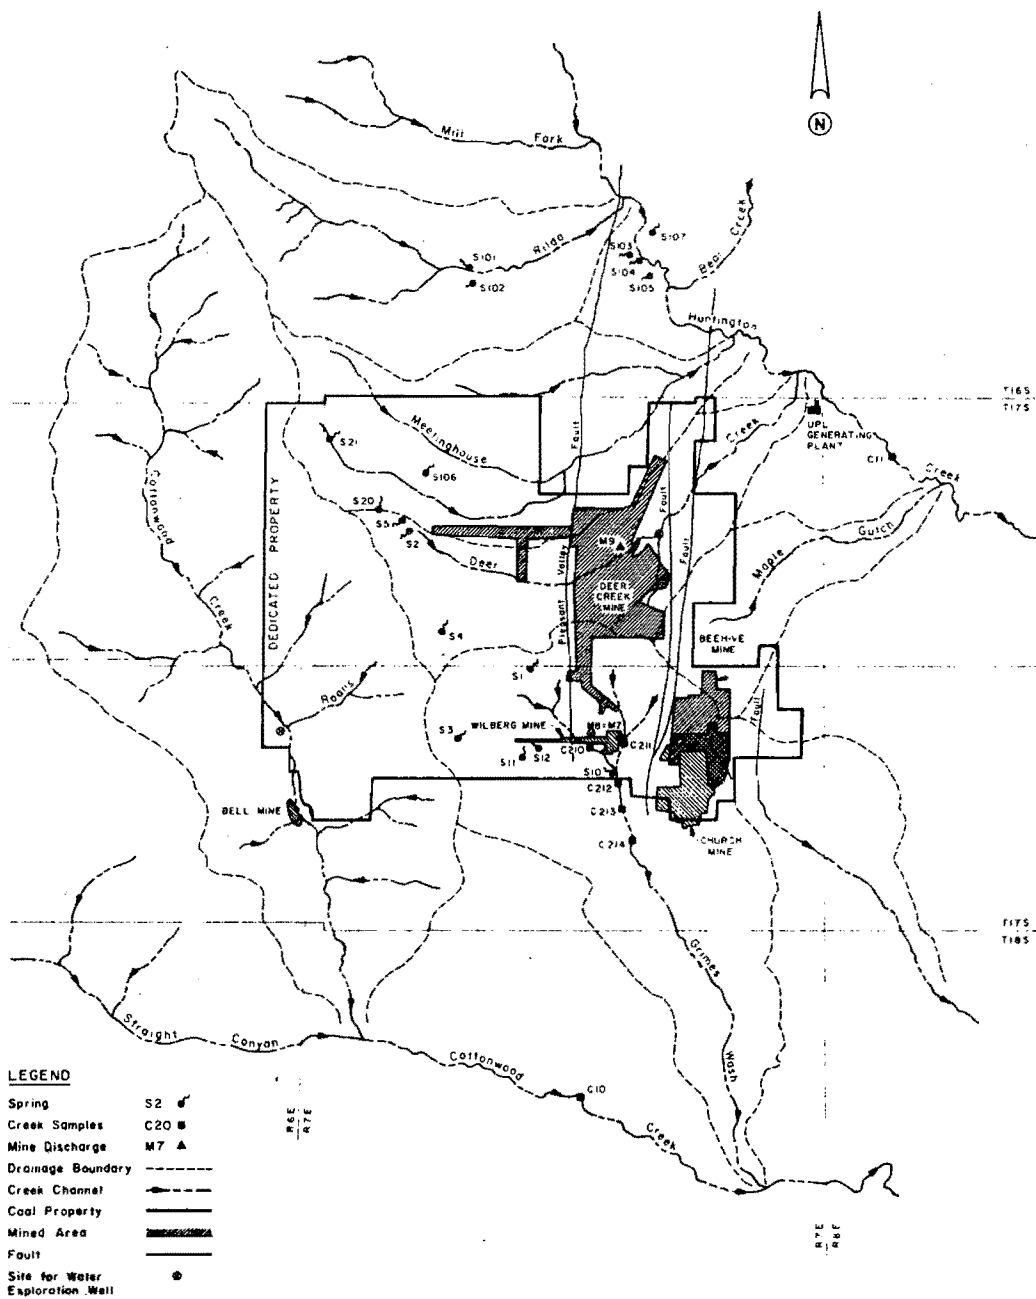 N
Mill Fork
Rilda
S101
S102
S103
S107
S104
S105
Bear Creek
Huntington
T16S
T17S
UPL
GENERATING
PLANT
C11
Creek
Meetinghouse
Creek
Fault
S21
S106
S20
S5
S2
Deer
M9
Fault
Fault
DEER
CREEK
MINE
Pleasant Valley
Maple Gulch
BEEHIVE
MINE
Cottonwood
Creek
DEDICATED PROPERTY
Roans
S4
S1
S3
WILBERG MINE
M8 M7
C210
C211
S11
S12
S10
C212
C213
C214
Fault
BELL MINE
CHURCH
MINE
T17S
T18S
Grimes
Wash
Straight Canyon
Cottonwood
C10
Creek
R6E
R7E
R7E
R8E
LEGEND
Spring S2
Creek Samples C20
Mine Discharge M7
Drainage Boundary
Creek Channel
Coal Property
Mined Area
Fault
Site for Water
Exploration Well